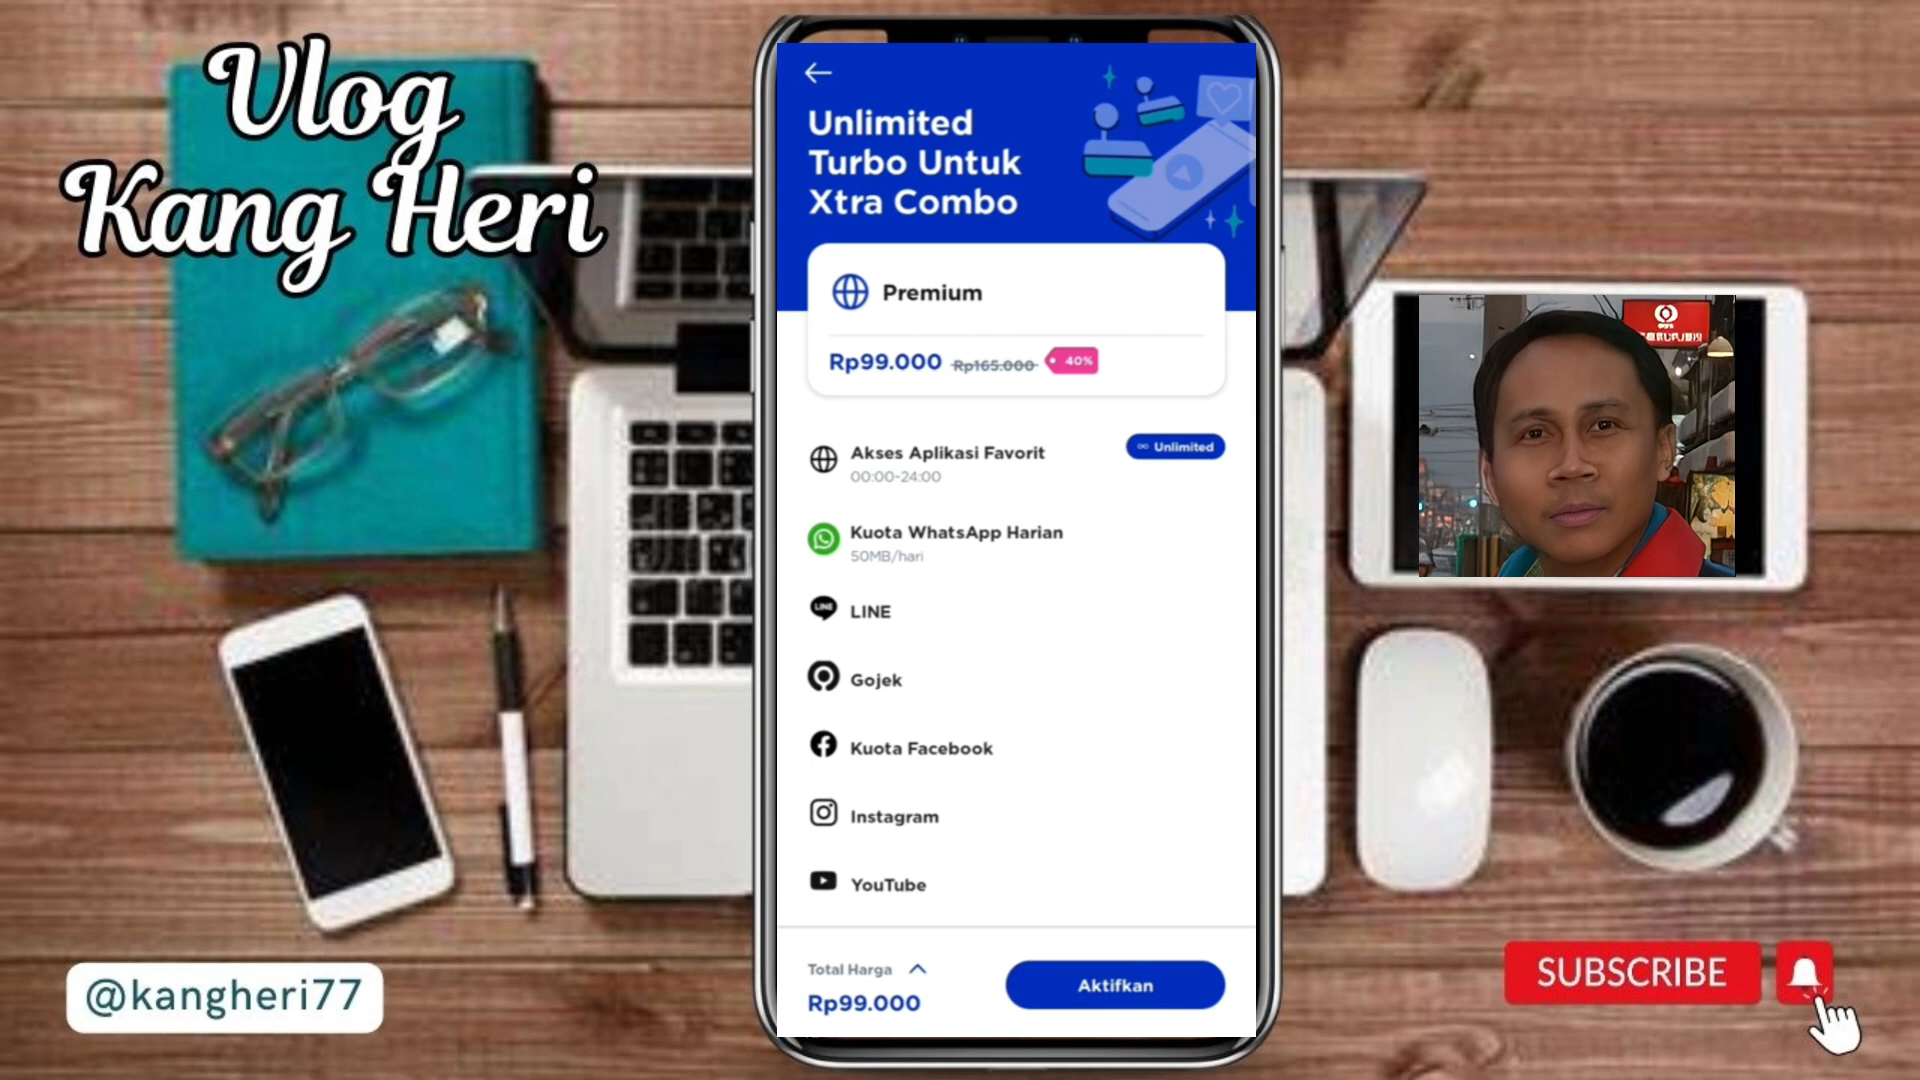 Vlog
Kang Heri
Unlimited
Turbo Untuk
Xtra Combo
Premium
Rp99.000 Rp165.000 40%
Akses Aplikasi Favorit
Unlimited
00:00-24:00
Kuota WhatsApp Harian
50MB/hari
LINE
LINE
Gojek
Kuota Facebook
Instagram
YouTube
Total Harga
Rp99.000
Aktifkan
@kangheri77
SUBSCRIBE